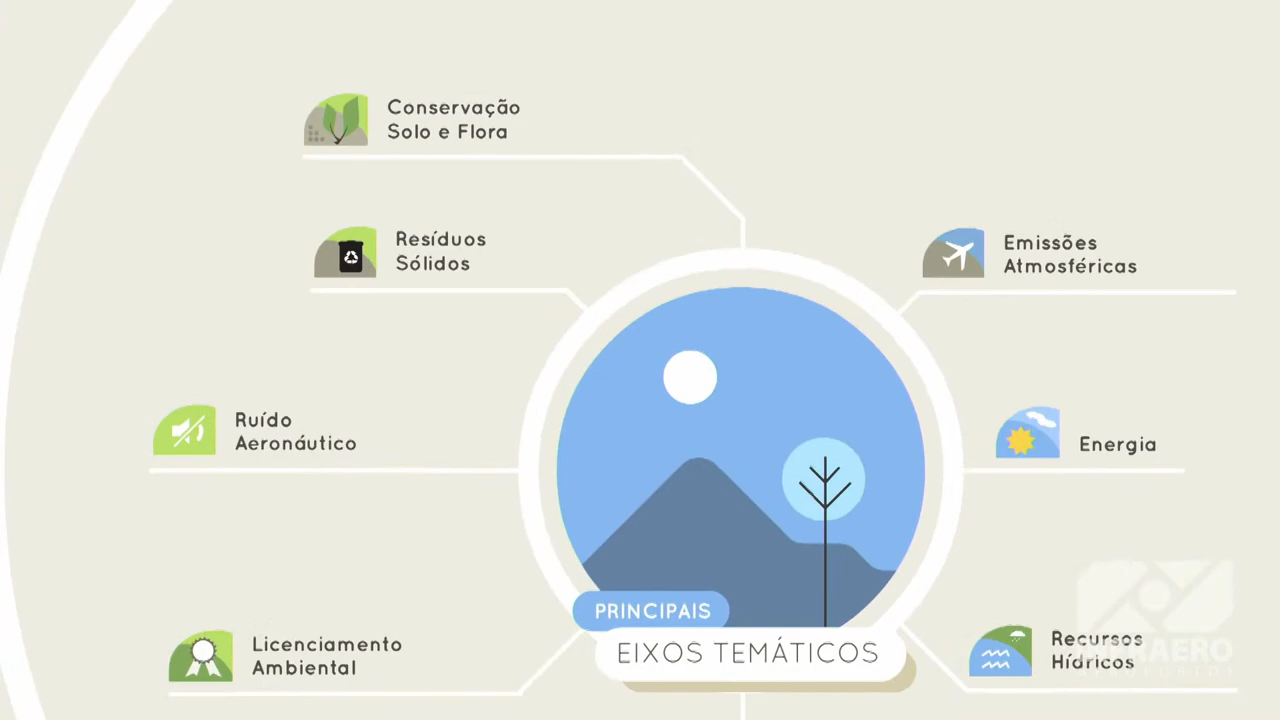 Conservação
Solo e Flora
Resíduos
Sólidos
Emissões
Atmosféricas
Ruído
Aeronáutico
Energia
PRINCIPAIS
EIXOS TEMÁTICOS
Licenciamento
Ambiental
Recursos
Hídricos